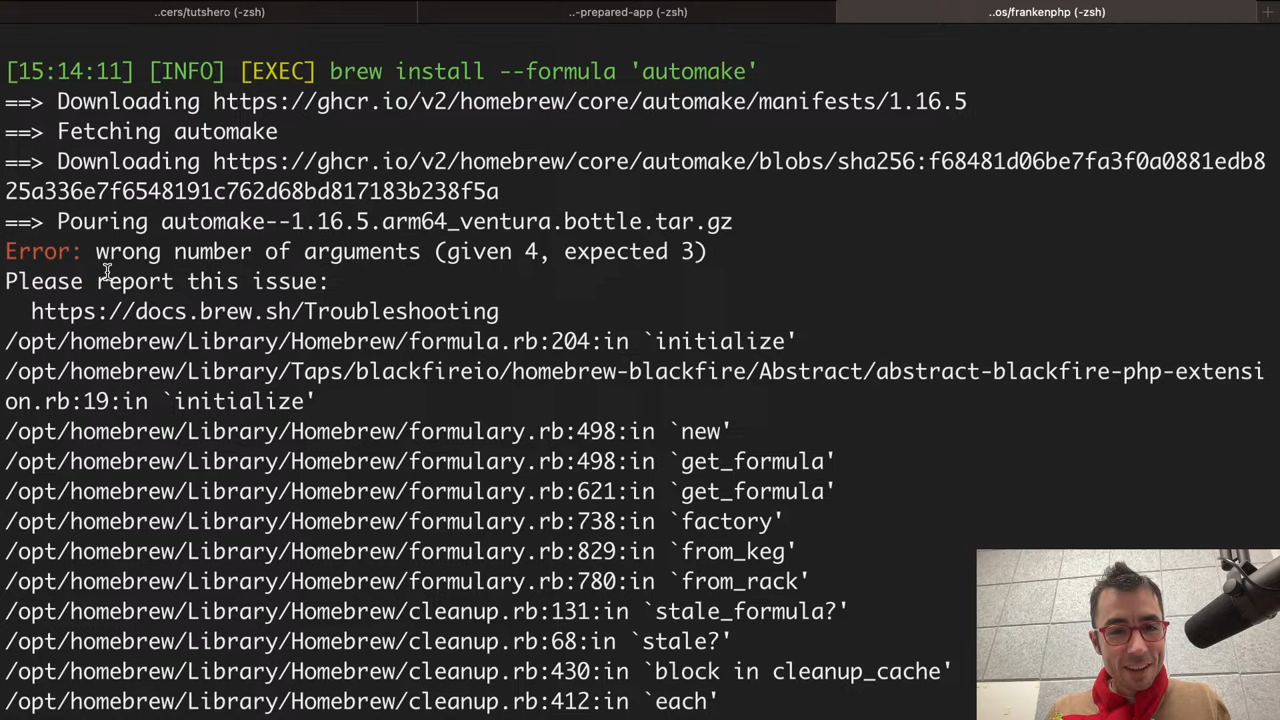 ..cers/tutshero (-zsh)
..-prepared-app (-zsh)
..os/frankenphp (-zsh)
[15:14:11] [INFO] [EXEC] brew install --formula 'automake'
==> Downloading https://ghcr.io/v2/homebrew/core/automake/manifests/1.16.5
==> Fetching automake
==> Downloading https://ghcr.io/v2/homebrew/core/automake/blobs/sha256:f68481d06be7fa3f0a0881edb8
25a336e7f6548191c762d68bd817183b238f5a
==> Pouring automake--1.16.5.arm64_ventura.bottle.tar.gz
Error: wrong number of arguments (given 4, expected 3)
Please report this issue:
  https://docs.brew.sh/Troubleshooting
/opt/homebrew/Library/Homebrew/formula.rb:204:in `initialize'
/opt/homebrew/Library/Taps/blackfireio/homebrew-blackfire/Abstract/abstract-blackfire-php-extensi
on.rb:19:in `initialize'
/opt/homebrew/Library/Homebrew/formulary.rb:498:in `new'
/opt/homebrew/Library/Homebrew/formulary.rb:498:in `get_formula'
/opt/homebrew/Library/Homebrew/formulary.rb:621:in `get_formula'
/opt/homebrew/Library/Homebrew/formulary.rb:738:in `factory'
/opt/homebrew/Library/Homebrew/formulary.rb:829:in `from_keg'
/opt/homebrew/Library/Homebrew/formulary.rb:780:in `from_rack'
/opt/homebrew/Library/Homebrew/cleanup.rb:131:in `stale_formula?'
/opt/homebrew/Library/Homebrew/cleanup.rb:68:in `stale?'
/opt/homebrew/Library/Homebrew/cleanup.rb:430:in `block in cleanup_cache'
/opt/homebrew/Library/Homebrew/cleanup.rb:412:in `each'